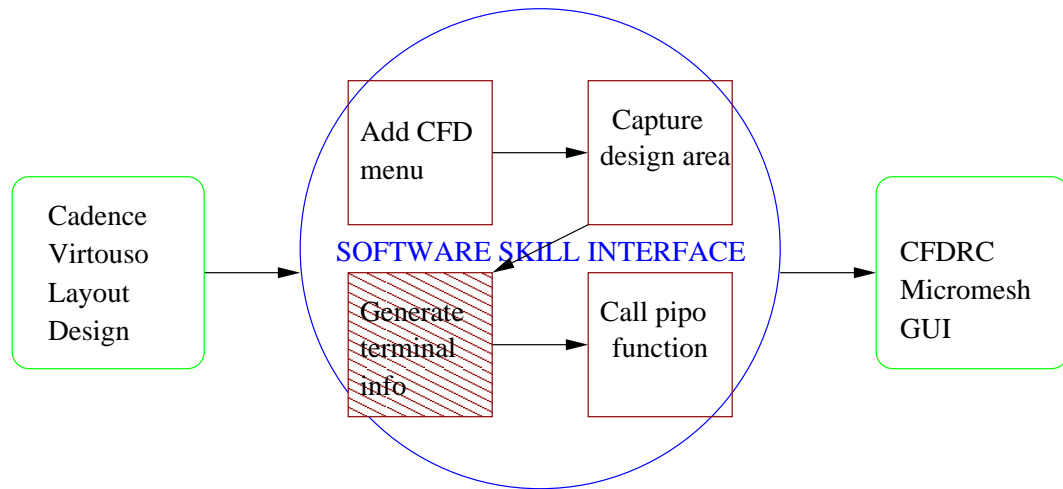 Cadence
Virtouso
Layout
Design
Add CFD
menu
Capture
design area
SOFTWARE SKILL INTERFACE
Generate
terminal
info
Call pipo
function
CFDRC
Micromesh
GUI